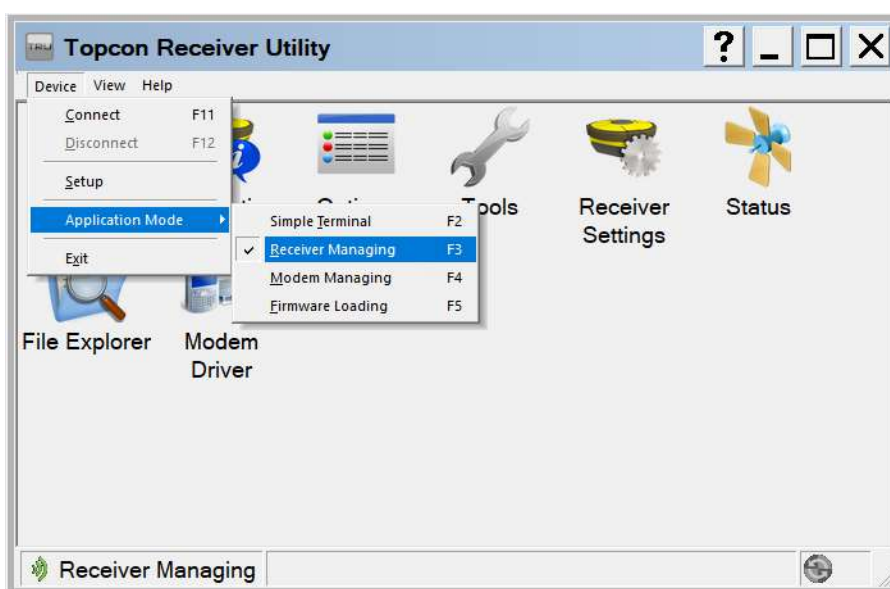 TRU Topcon Receiver Utility
Device View Help
Connect F11
Disconnect F12
Setup
Application Mode
Exit
Simple Terminal F2
Receiver Managing F3
Modem Managing F4
Firmware Loading F5
Receiver
Settings
Status
File Explorer
Modem
Driver
Receiver Managing